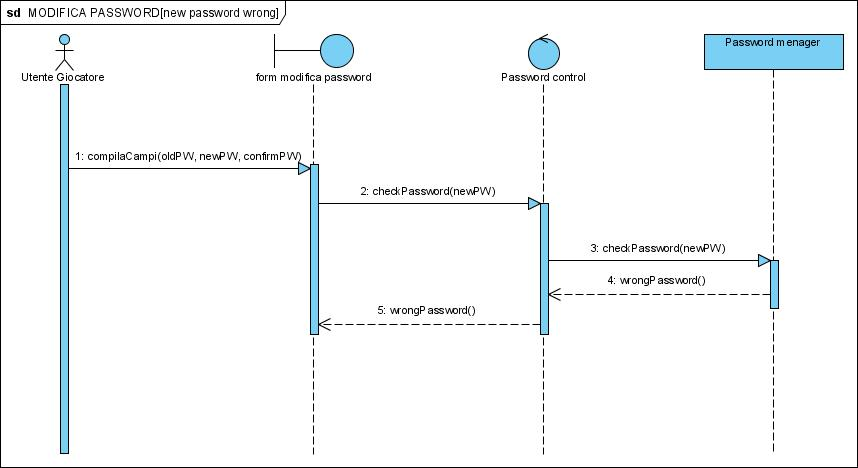 sd MODIFICA PASSWORD[new password wrong]
Utente Giocatore
form modifica password
Password control
Password menager
1: compilaCampi(oldPW, newPW, confirmPW)
2: checkPassword(newPW)
3: checkPassword(newPW)
4: wrongPassword()
5: wrongPassword()